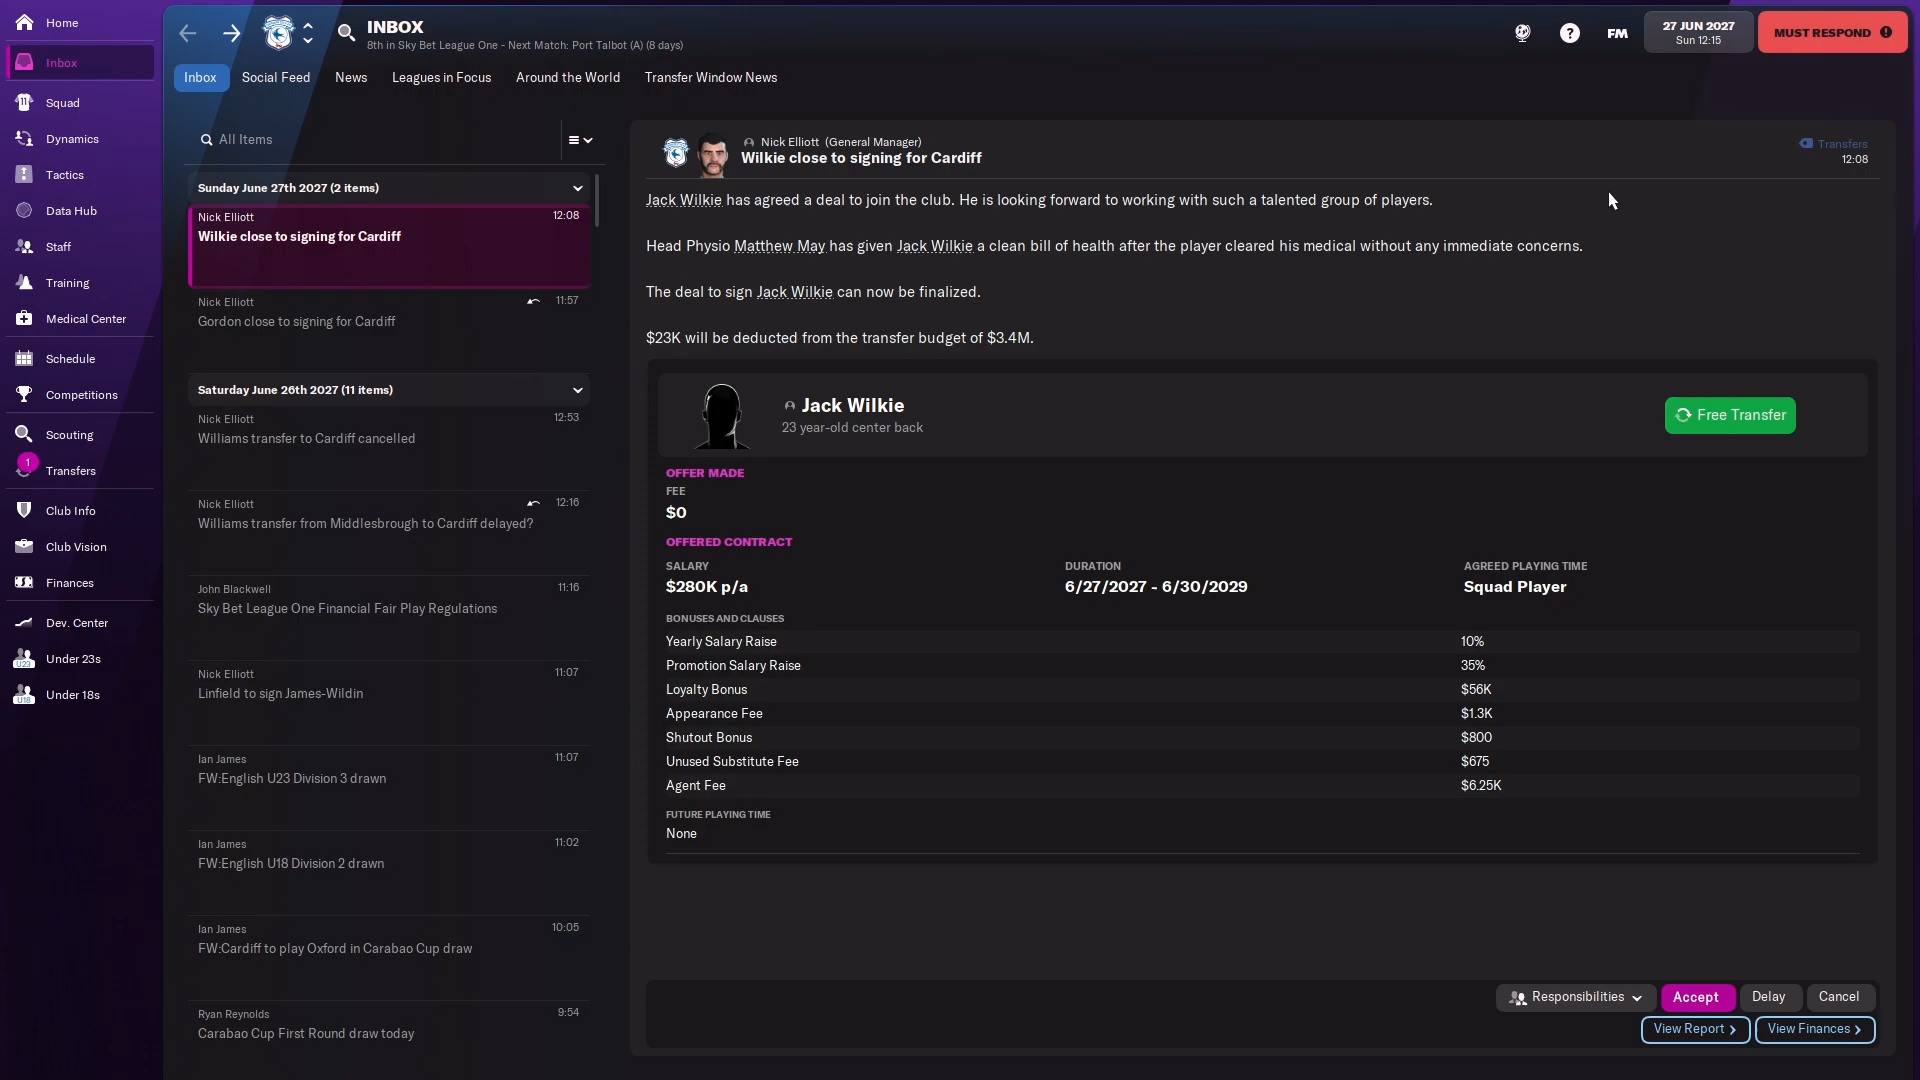 Home
Inbox
Squad
Dynamics
Tactics
Data Hub
Staff
Training
Medical Center
Schedule
Competitions
Scouting
1
Transfers
Club Info
Club Vision
Finances
Dev. Center
U23
Under 23s
U18
Under 18s
INBOX
8th in Sky Bet League One - Next Match: Port Talbot (A) (8 days)
FM
27 JUN 2027
Sun 12:15
MUST RESPOND
Inbox
Social Feed
News
Leagues in Focus
Around the World
Transfer Window News
All Items
Sunday June 27th 2027 (2 items)
Nick Elliott
12:08
Wilkie close to signing for Cardiff
Nick Elliott
11:57
Gordon close to signing for Cardiff
Saturday June 26th 2027 (11 items)
Nick Elliott
12:53
Williams transfer to Cardiff cancelled
Nick Elliott
12:16
Williams transfer from Middlesbrough to Cardiff delayed?
John Blackwell
11:16
Sky Bet League One Financial Fair Play Regulations
Nick Elliott
11:07
Linfield to sign James-Wildin
Ian James
11:07
FW:English U23 Division 3 drawn
Ian James
11:02
FW:English U18 Division 2 drawn
Ian James
10:05
FW:Cardiff to play Oxford in Carabao Cup draw
Ryan Reynolds
9:54
Carabao Cup First Round draw today
Nick Elliott (General Manager)
Wilkie close to signing for Cardiff
Transfers
12:08
Jack Wilkie has agreed a deal to join the club. He is looking forward to working with such a talented group of players.
Head Physio Matthew May has given Jack Wilkie a clean bill of health after the player cleared his medical without any immediate concerns.
The deal to sign Jack Wilkie can now be finalized.
$23K will be deducted from the transfer budget of $3.4M.
Jack Wilkie
23 year-old center back
Free Transfer
OFFER MADE
FEE
$0
OFFERED CONTRACT
SALARY
$280K p/a
DURATION
6/27/2027 - 6/30/2029
AGREED PLAYING TIME
Squad Player
BONUSES AND CLAUSES
Yearly Salary Raise 10%
Promotion Salary Raise 35%
Loyalty Bonus $56K
Appearance Fee $1.3K
Shutout Bonus $800
Unused Substitute Fee $675
Agent Fee $6.25K
FUTURE PLAYING TIME
None
Responsibilities
Accept
Delay
Cancel
View Report
View Finances